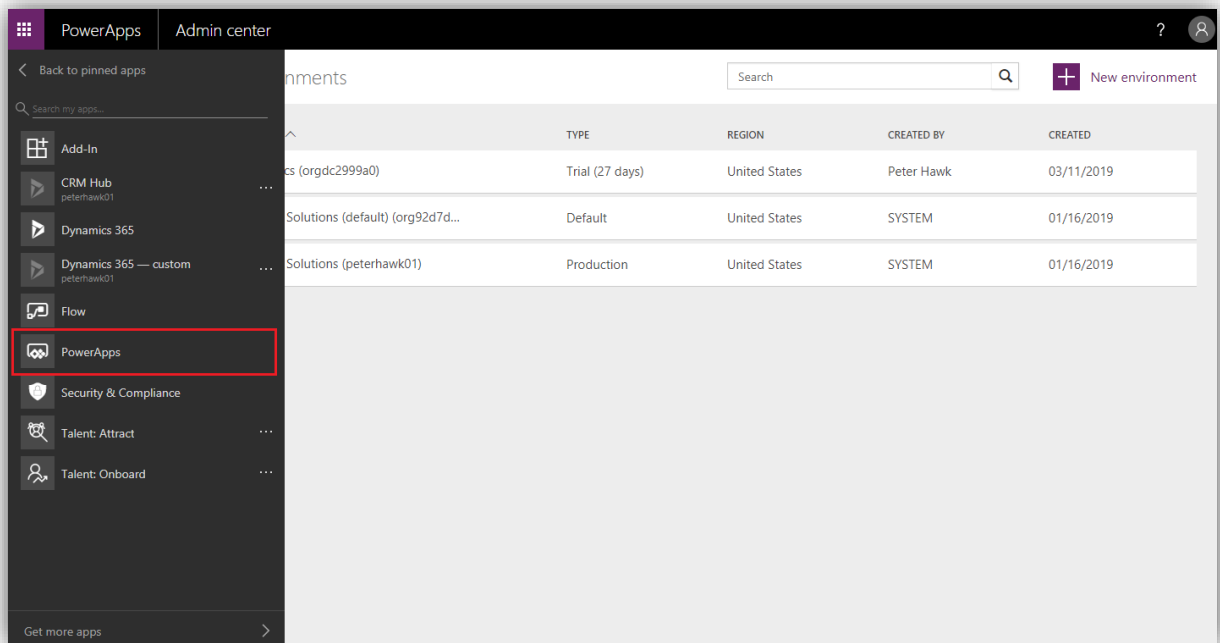 PowerApps Admin center ?
Back to pinned apps
Search my apps...
Add-In
CRM Hub
peterhawk01
Dynamics 365
Dynamics 365 — custom
peterhawk01
Flow
PowerApps
Security & Compliance
Talent: Attract
Talent: Onboard
Get more apps
nments Search New environment
TYPE REGION CREATED BY CREATED
cs (orgdc2999a0) Trial (27 days) United States Peter Hawk 03/11/2019
Solutions (default) (org92d7d... Default United States SYSTEM 01/16/2019
Solutions (peterhawk01) Production United States SYSTEM 01/16/2019